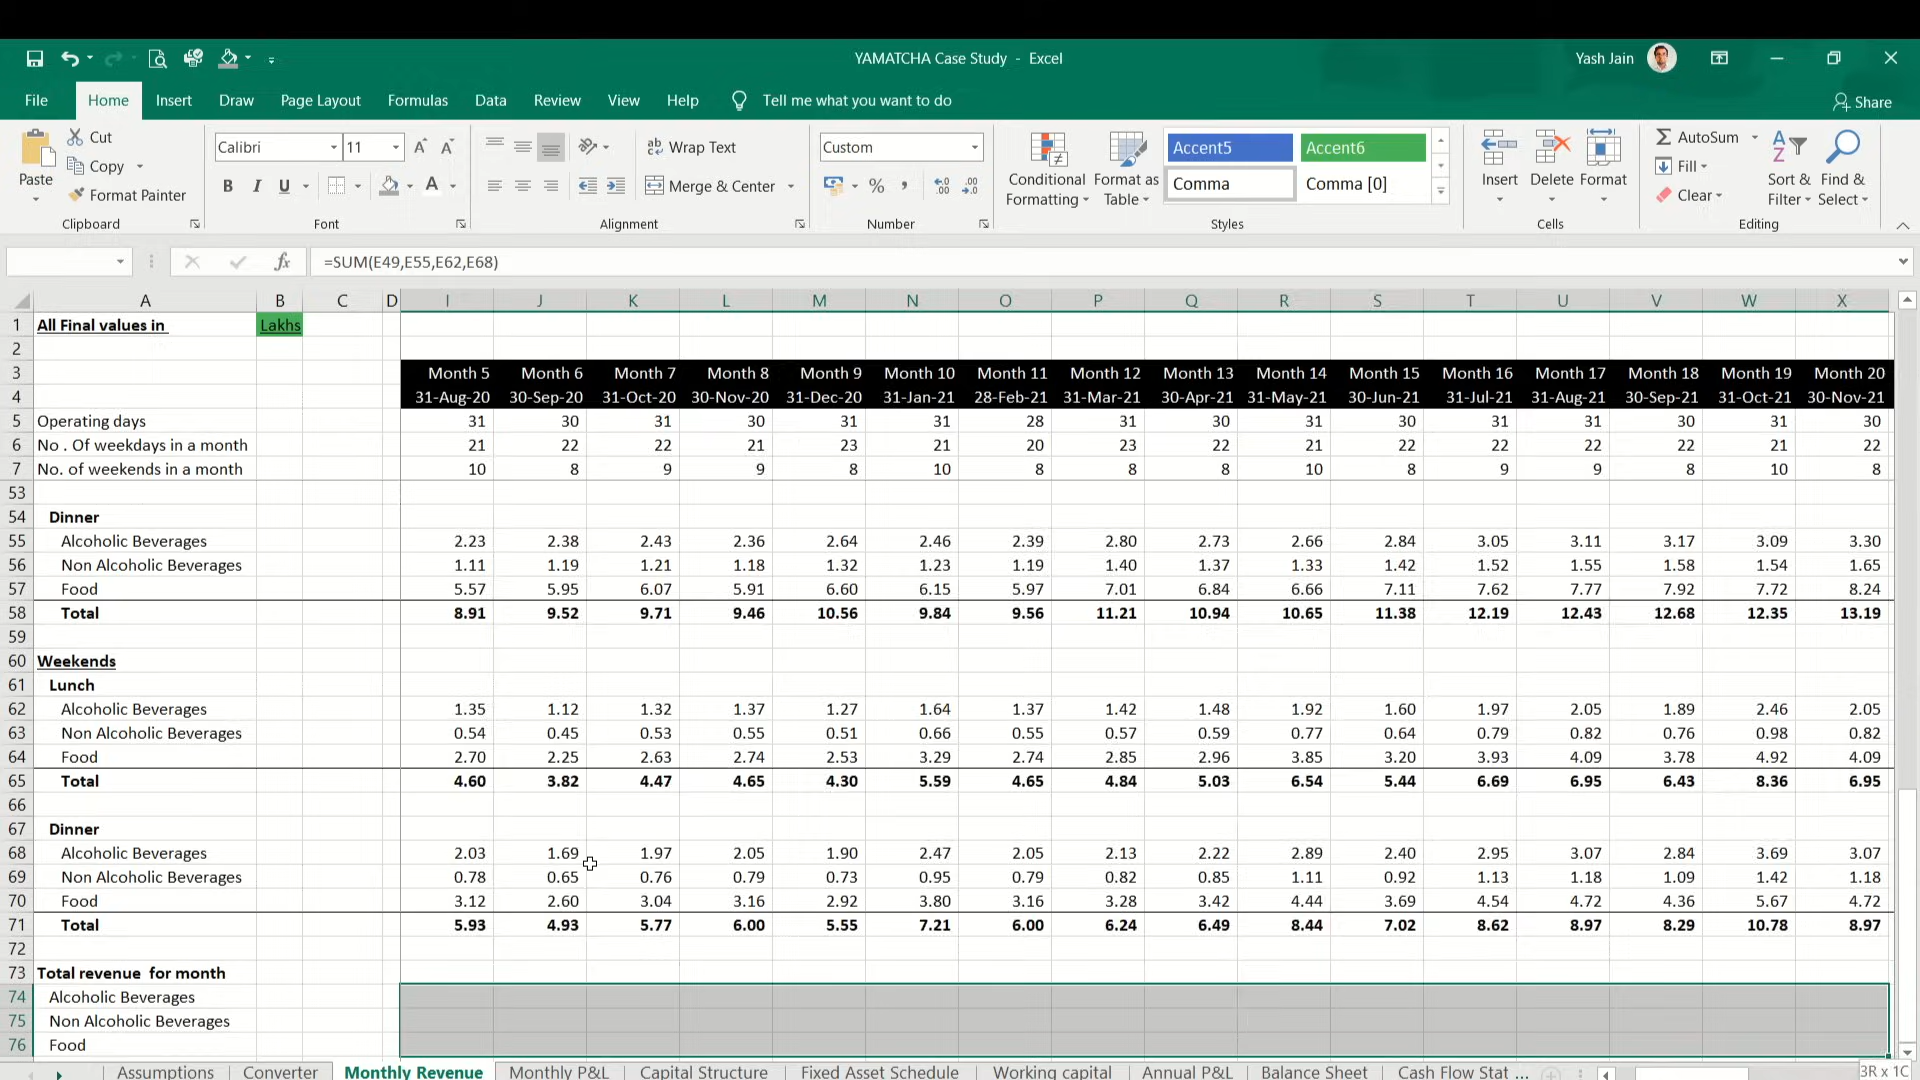 YAMATCHA Case Study - Excel
Yash Jain
File Home Insert Draw Page Layout Formulas Data Review View Help Tell me what you want to do Share
Cut
Copy
Format Painter
Paste
Clipboard
Calibri 11
B I U
Font
Wrap Text
Merge & Center
Alignment
Custom
%
Number
Conditional Formatting
Format as Table
Accent5 Accent6
Comma Comma [0]
Styles
Insert Delete Format
Cells
AutoSum
Fill
Clear
Sort & Filter
Find & Select
Editing
fx =SUM(E49,E55,E62,E68)
A B C D I J K L M N O P Q R S T U V W X
1 All Final values in Lakhs
2
3 Month 5 Month 6 Month 7 Month 8 Month 9 Month 10 Month 11 Month 12 Month 13 Month 14 Month 15 Month 16 Month 17 Month 18 Month 19 Month 20
4 31-Aug-20 30-Sep-20 31-Oct-20 30-Nov-20 31-Dec-20 31-Jan-21 28-Feb-21 31-Mar-21 30-Apr-21 31-May-21 30-Jun-21 31-Jul-21 31-Aug-21 30-Sep-21 31-Oct-21 30-Nov-21
5 Operating days 31 30 31 30 31 31 28 31 30 31 30 31 31 30 31 30
6 No . Of weekdays in a month 21 22 22 21 23 21 20 23 22 21 22 22 22 22 21 22
7 No. of weekends in a month 10 8 9 9 8 10 8 8 8 10 8 9 9 8 10 8
53
54 Dinner
55 Alcoholic Beverages 2.23 2.38 2.43 2.36 2.64 2.46 2.39 2.80 2.73 2.66 2.84 3.05 3.11 3.17 3.09 3.30
56 Non Alcoholic Beverages 1.11 1.19 1.21 1.18 1.32 1.23 1.19 1.40 1.37 1.33 1.42 1.52 1.55 1.58 1.54 1.65
57 Food 5.57 5.95 6.07 5.91 6.60 6.15 5.97 7.01 6.84 6.66 7.11 7.62 7.77 7.92 7.72 8.24
58 Total 8.91 9.52 9.71 9.46 10.56 9.84 9.56 11.21 10.94 10.65 11.38 12.19 12.43 12.68 12.35 13.19
59
60 Weekends
61 Lunch
62 Alcoholic Beverages 1.35 1.12 1.32 1.37 1.27 1.64 1.37 1.42 1.48 1.92 1.60 1.97 2.05 1.89 2.46 2.05
63 Non Alcoholic Beverages 0.54 0.45 0.53 0.55 0.51 0.66 0.55 0.57 0.59 0.77 0.64 0.79 0.82 0.76 0.98 0.82
64 Food 2.70 2.25 2.63 2.74 2.53 3.29 2.74 2.85 2.96 3.85 3.20 3.93 4.09 3.78 4.92 4.09
65 Total 4.60 3.82 4.47 4.65 4.30 5.59 4.65 4.84 5.03 6.54 5.44 6.69 6.95 6.43 8.36 6.95
66
67 Dinner
68 Alcoholic Beverages 2.03 1.69 1.97 2.05 1.90 2.47 2.05 2.13 2.22 2.89 2.40 2.95 3.07 2.84 3.69 3.07
69 Non Alcoholic Beverages 0.78 0.65 0.76 0.79 0.73 0.95 0.79 0.82 0.85 1.11 0.92 1.13 1.18 1.09 1.42 1.18
70 Food 3.12 2.60 3.04 3.16 2.92 3.80 3.16 3.28 3.42 4.44 3.69 4.54 4.72 4.36 5.67 4.72
71 Total 5.93 4.93 5.77 6.00 5.55 7.21 6.00 6.24 6.49 8.44 7.02 8.62 8.97 8.29 10.78 8.97
72
73 Total revenue for month
74 Alcoholic Beverages
75 Non Alcoholic Beverages
76 Food
Assumptions Converter Monthly Revenue Monthly P&L Capital Structure Fixed Asset Schedule Working capital Annual P&L Balance Sheet Cash Flow Stat ... 3R x 1C